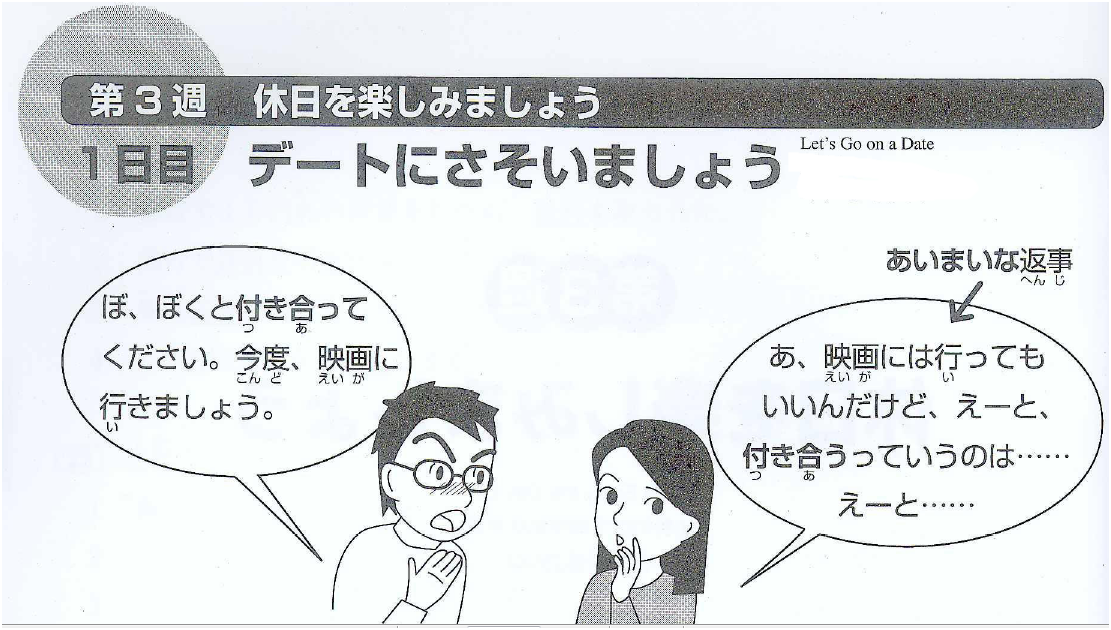 第3週 休日を楽しみましょう
1日目 デートにさそいましょう
Let's Go on a Date
ぼ、ぼくと付き合って
つ あ
ください。今度、映画に
こん ど えい が
行きましょう。
い
あいまいな返事
へん じ
あ、映画には行っても
えい が い
いいんだけど、えーと、
付き合うっていうのは……
つ あ
えーと……